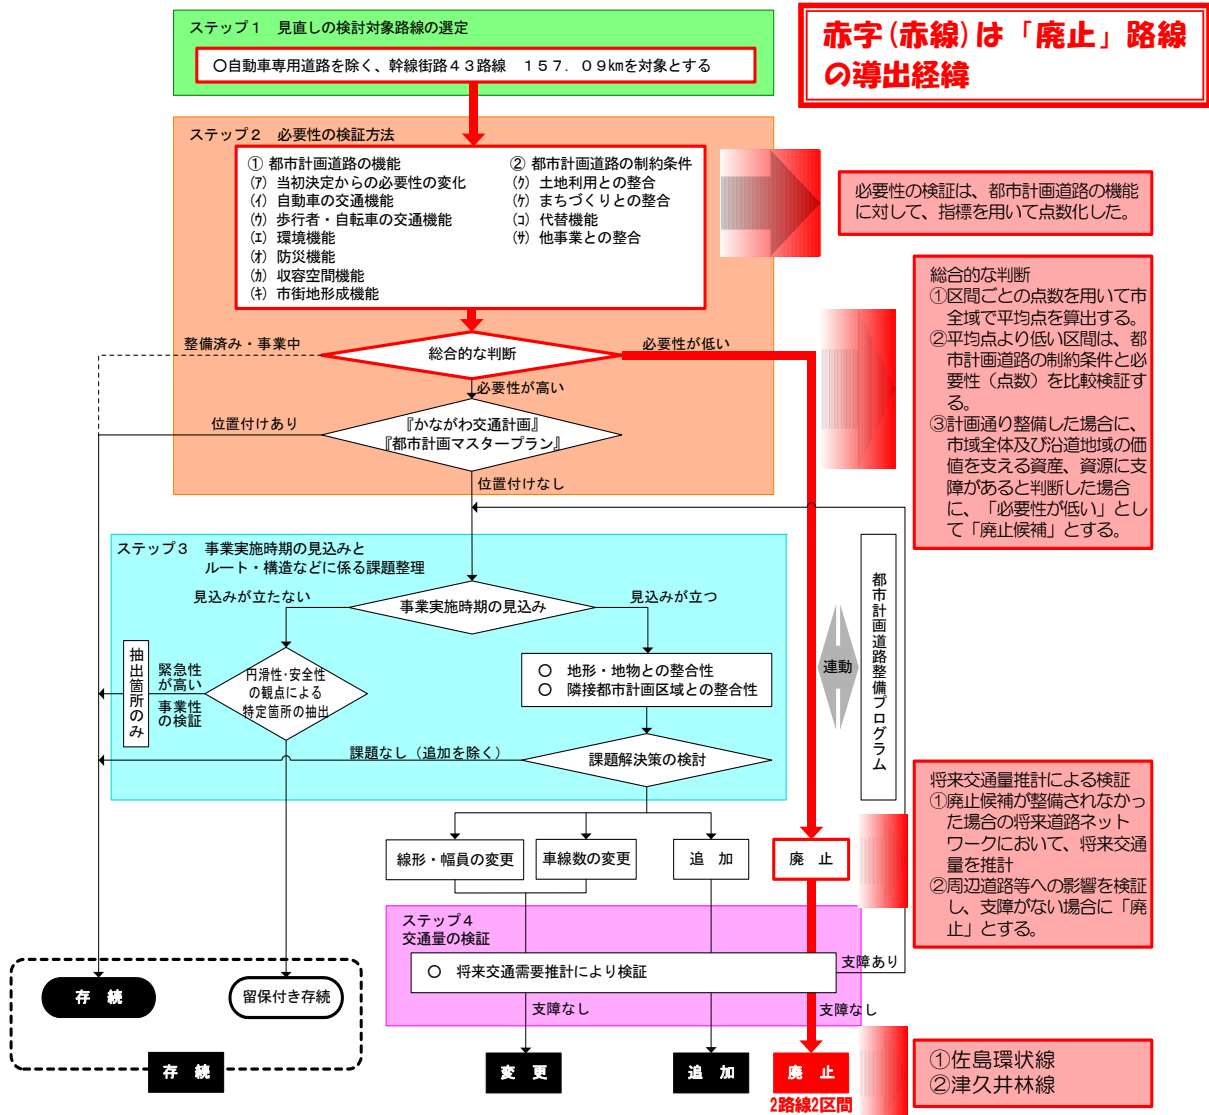 赤字(赤線)は「廃止」路線
の導出経緯
ステップ1 見直しの検討対象路線の選定
○自動車専用道路を除く、幹線街路43路線 157.09kmを対象とする
ステップ2 必要性の検証方法
① 都市計画道路の機能
(ｱ) 当初決定からの必要性の変化
(ｲ) 自動車の交通機能
(ｳ) 歩行者・自転車の交通機能
(ｴ) 環境機能
(ｵ) 防災機能
(ｶ) 収容空間機能
(ｷ) 市街地形成機能
② 都市計画道路の制約条件
(ｸ) 土地利用との整合
(ｹ) まちづくりとの整合
(ｺ) 代替機能
(ｻ) 他事業との整合
必要性の検証は、都市計画道路の機能
に対して、指標を用いて点数化した。
整備済み・事業中
総合的な判断
必要性が低い
必要性が高い
位置付けあり
『かながわ交通計画』
『都市計画マスタープラン』
位置付けなし
総合的な判断
①区間ごとの点数を用いて市
全域で平均点を算出する。
②平均点より低い区間は、都
市計画道路の制約条件と必
要性（点数）を比較検証す
る。
③計画通り整備した場合に、
市域全体及び沿道地域の価
値を支える資産、資源に支
障があると判断した場合
に、「必要性が低い」とし
て「廃止候補」とする。
ステップ3 事業実施時期の見込みと
ルート・構造などに係る課題整理
見込みが立たない
事業実施時期の見込み
見込みが立つ
抽出箇所のみ
緊急性
が高い
事業性
の検証
円滑性・安全性
の観点による
特定箇所の抽出
○ 地形・地物との整合性
○ 隣接都市計画区域との整合性
連動
都市計画道路整備プログラム
課題なし（追加を除く）
課題解決策の検討
線形・幅員の変更
車線数の変更
追 加
廃 止
将来交通量推計による検証
①廃止候補が整備されなかっ
た場合の将来道路ネット
ワークにおいて、将来交通
量を推計
②周辺道路等への影響を検証
し、支障がない場合に「廃
止」とする。
ステップ4
交通量の検証
○ 将来交通需要推計により検証
支障あり
支障なし
支障なし
存 続
留保付き存続
存 続
変 更
追 加
廃 止
2路線2区間
①佐島環状線
②津久井林線